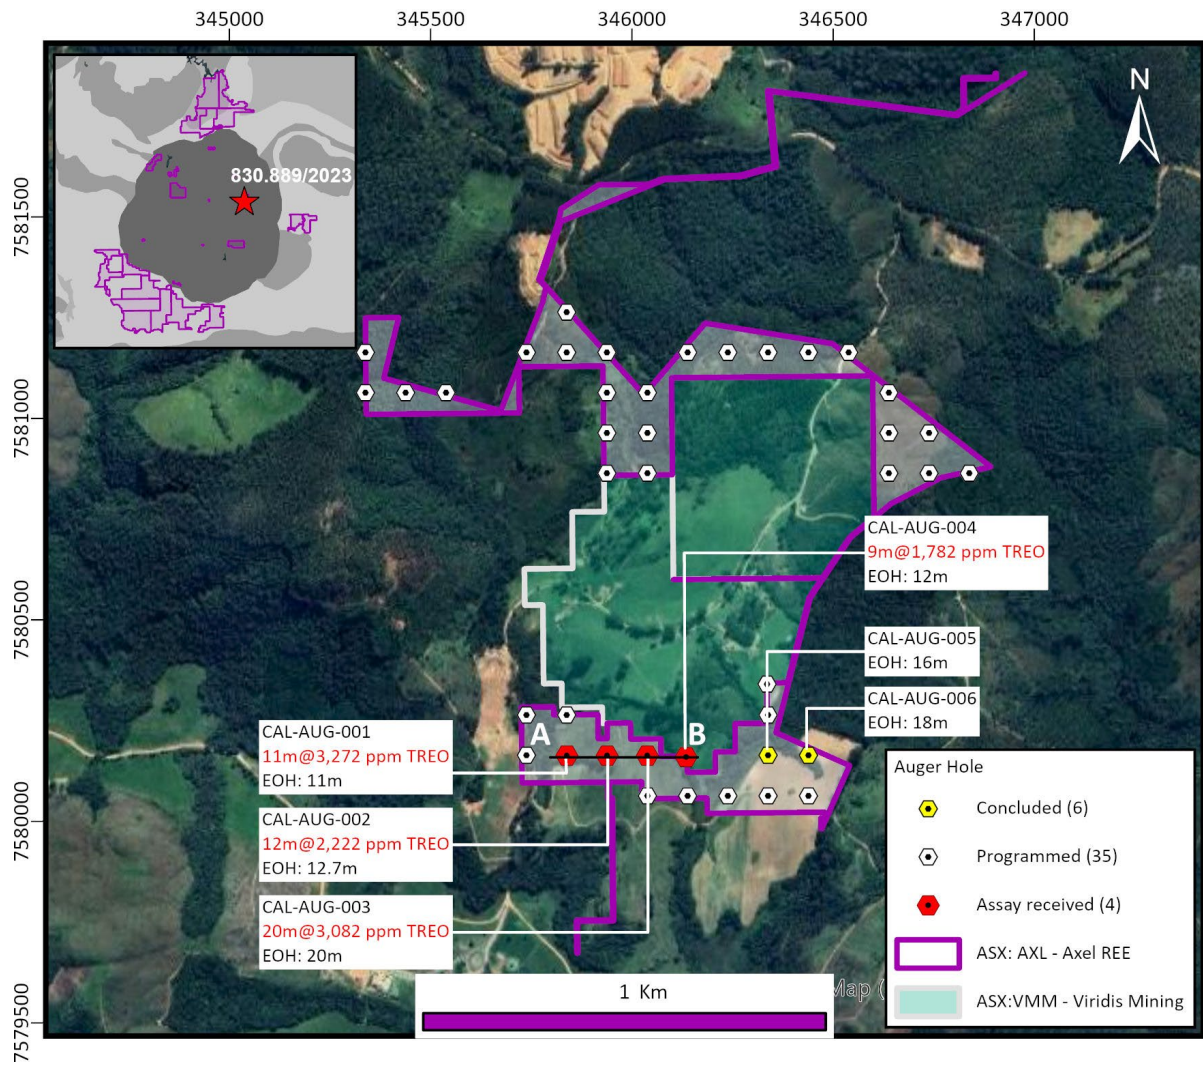 345000
345500
346000
346500
347000
7581500
7581000
7580500
7580000
7579500
830.889/2023
N
CAL-AUG-004
9m@1,782 ppm TREO
EOH: 12m
CAL-AUG-005
EOH: 16m
CAL-AUG-006
EOH: 18m
A
B
CAL-AUG-001
11m@3,272 ppm TREO
EOH: 11m
CAL-AUG-002
12m@2,222 ppm TREO
EOH: 12.7m
CAL-AUG-003
20m@3,082 ppm TREO
EOH: 20m
Auger Hole
Concluded (6)
Programmed (35)
Assay received (4)
ASX: AXL - Axel REE
ASX:VMM - Viridis Mining
1 Km
Map (